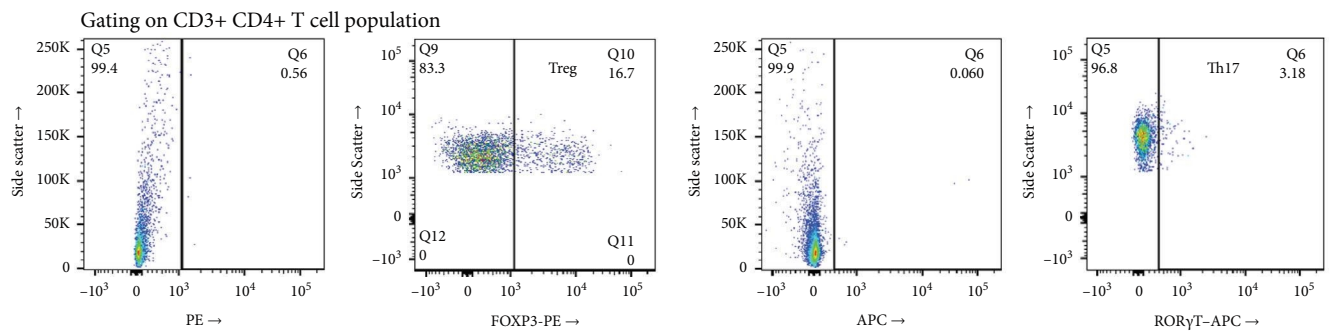 Gating on CD3+ CD4+ T cell population
Q5
99.4
Q6
0.56
250K
200K
150K
100K
50K
0
Side scatter →
−10³ 0 10³ 10⁴ 10⁵
PE →
Q9
83.3
Treg
Q10
16.7
Q12
0
Q11
0
10⁵
10⁴
10³
0
−10³
Side scatter →
−10³ 0 10³ 10⁴ 10⁵
FOXP3-PE →
Q5
99.9
Q6
0.060
250K
200K
150K
100K
50K
0
Side scatter →
−10³ 0 10³ 10⁴ 10⁵
APC →
Q5
96.8
Th17
Q6
3.18
10⁵
10⁴
10³
0
−10³
Side Scatter →
−10³ 0 10³ 10⁴ 10⁵
RORγT–APC →